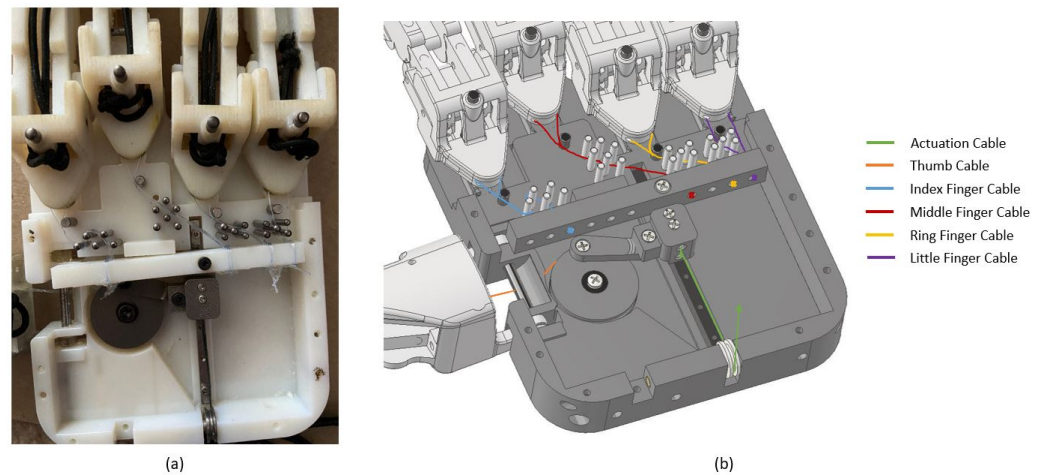 Actuation Cable
Thumb Cable
Index Finger Cable
Middle Finger Cable
Ring Finger Cable
Little Finger Cable
(a)
(b)